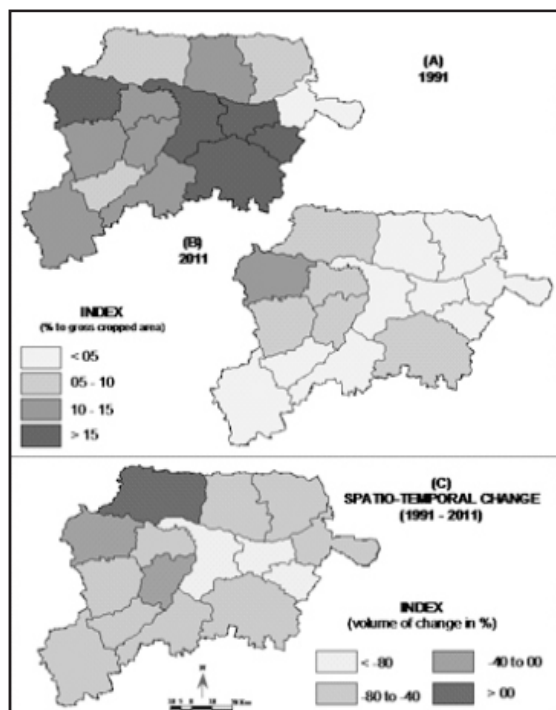 (A)
1991
(B)
2011
INDEX
(% to gross cropped area)
< 05
05 - 10
10 - 15
> 15
(C)
SPATIO-TEMPORAL CHANGE
(1991 - 2011)
INDEX
(volume of change in %)
< -80
-40 to 00
-80 to -40
> 00
N